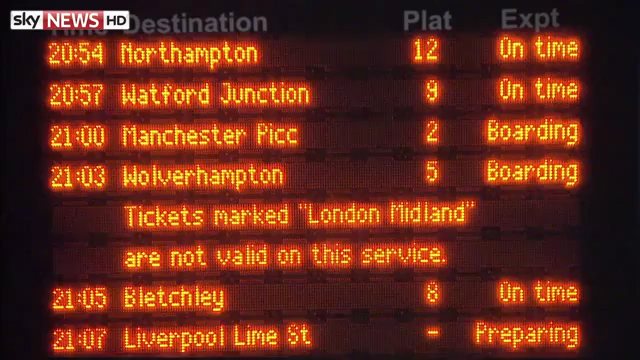 sky NEWS HD
Time Destination Plat Expt
20:54 Northampton 12 On time
20:57 Watford Junction 9 On time
21:00 Manchester Picc 2 Boarding
21:03 Wolverhampton 5 Boarding
Tickets marked "London Midland"
are not valid on this service.
21:05 Bletchley 8 On time
21:07 Liverpool Lime St - Preparing